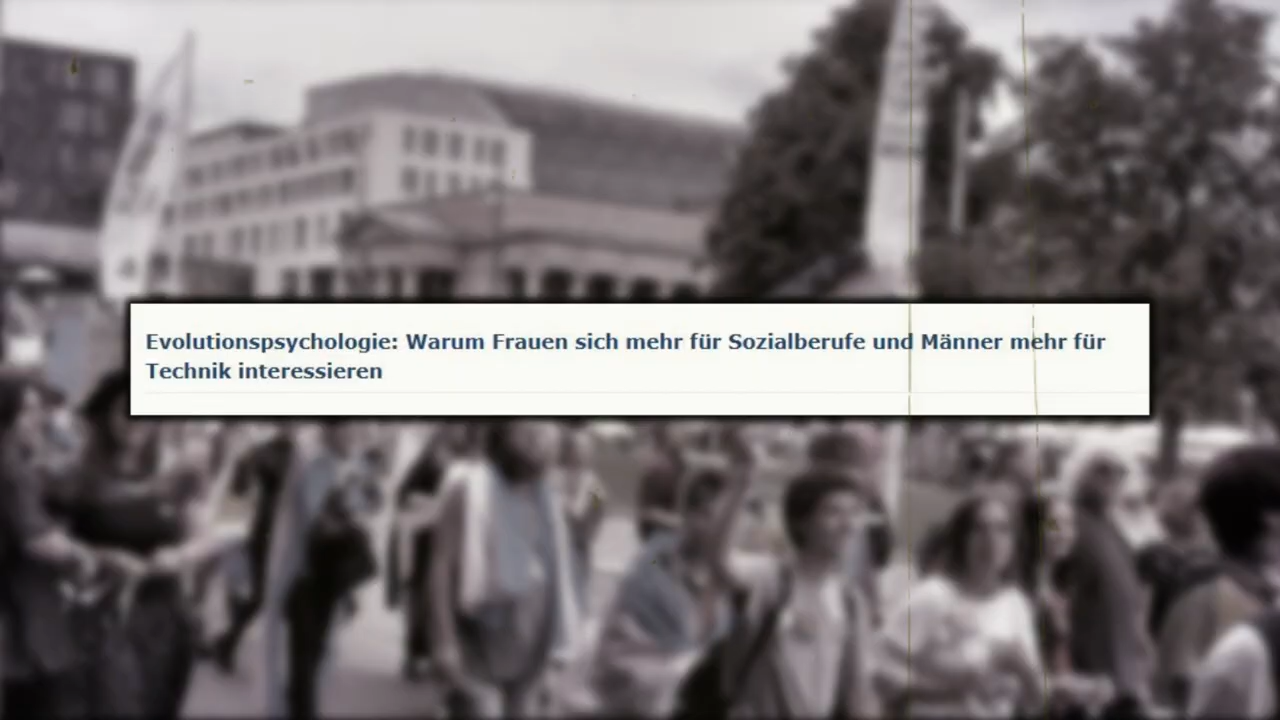 Evolutionspsychologie: Warum Frauen sich mehr für Sozialberufe und Männer mehr für
Technik interessieren